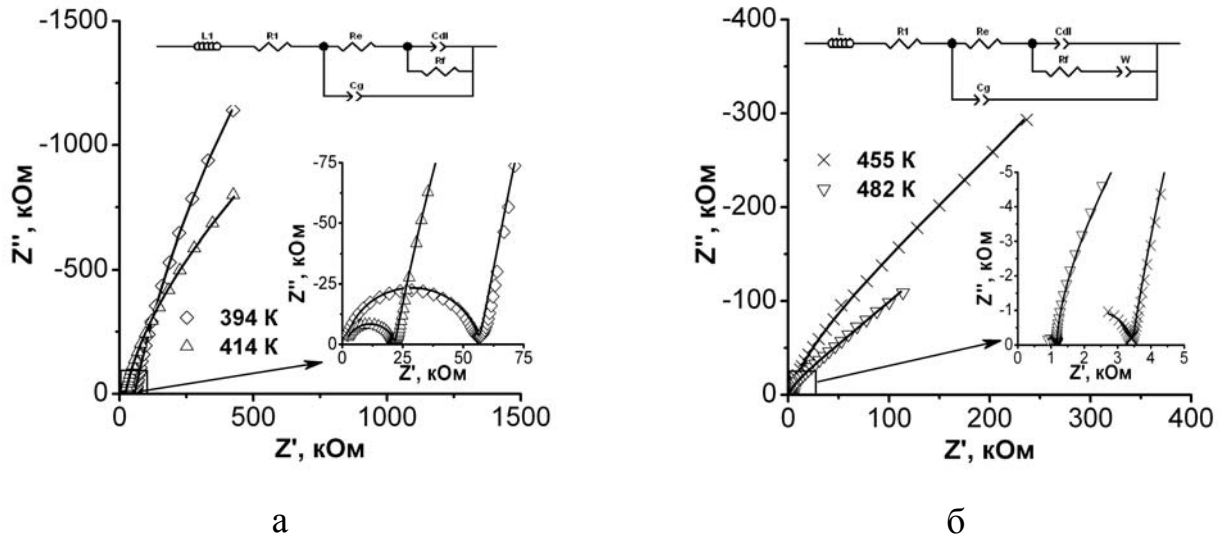 -1500
-1000
-500
0
0
500
1000
1500
Z'', кОм
Z', кОм
L1
R1
Re
Cdl
Rf
Cg
394 К
414 К
-75
-50
-25
0
0
25
50
75
Z'', кОм
Z', кОм
а
-400
-300
-200
-100
0
0
100
200
300
400
Z'', кОм
Z', кОм
L
R1
Re
Cdl
Rf
W
Cg
455 К
482 К
-5
-4
-3
-2
-1
0
0
1
2
3
4
5
Z'', кОм
Z', кОм
б